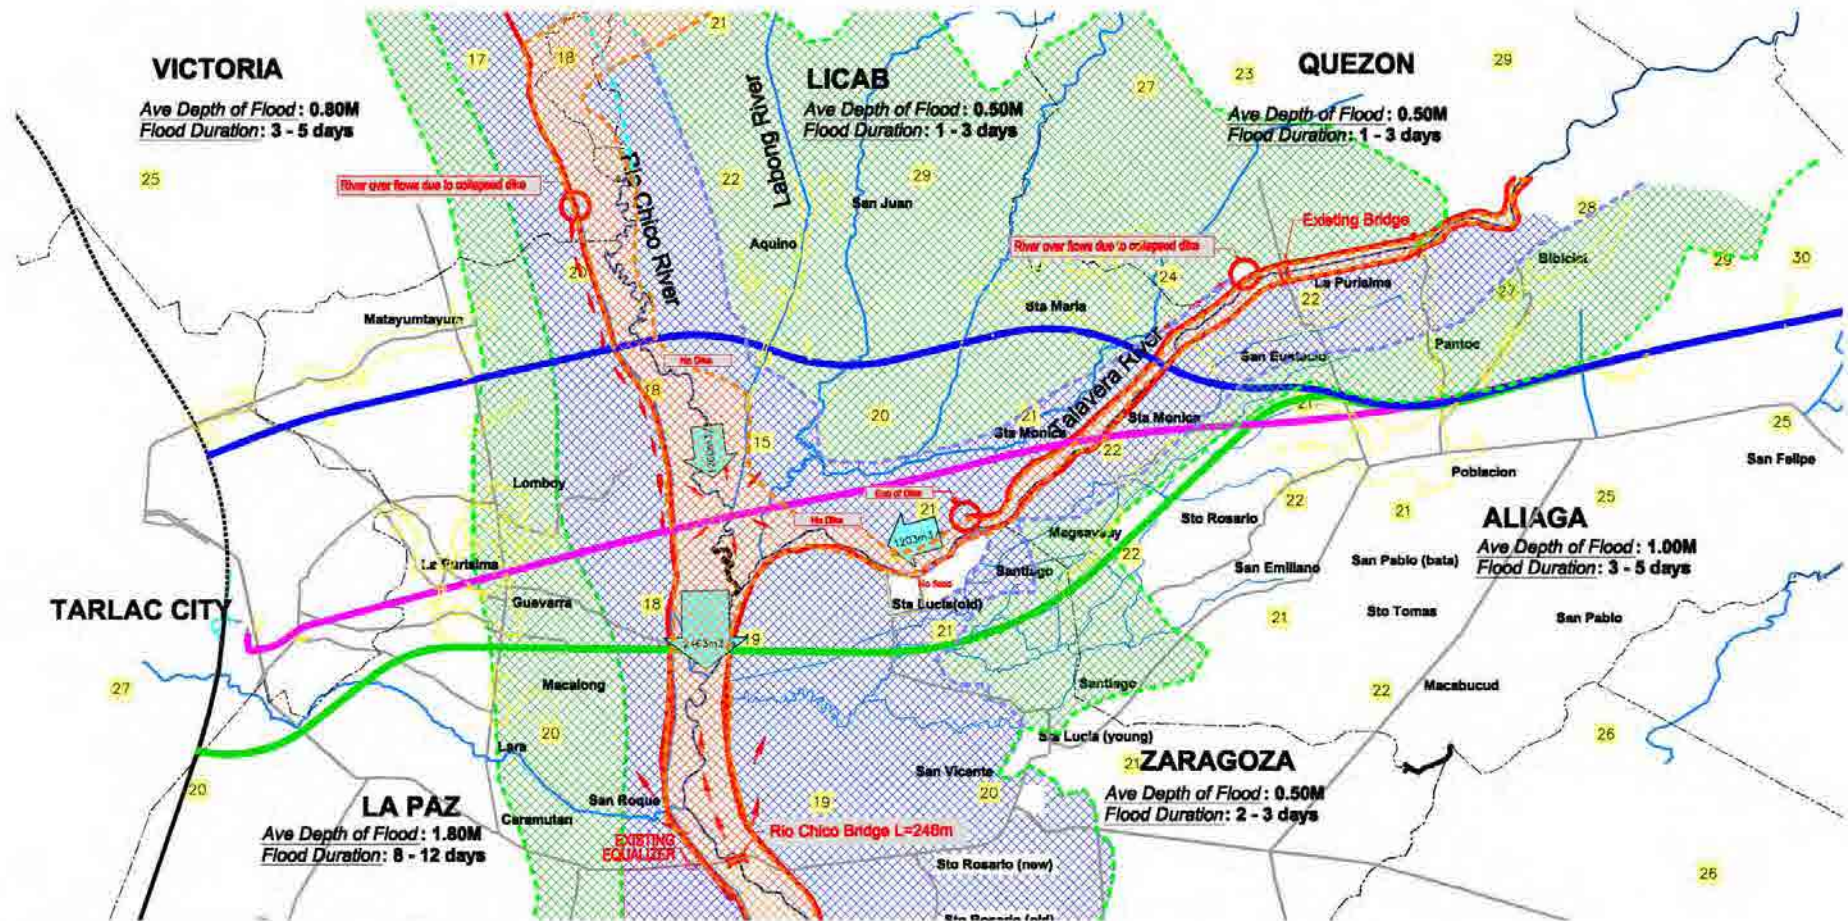 VICTORIA
Ave Depth of Flood : 0.80M
Flood Duration: 3 - 5 days
LICAB
Ave Depth of Flood : 0.50M
Flood Duration: 1 - 3 days
QUEZON
Ave Depth of Flood : 0.50M
Flood Duration: 1 - 3 days
17
18
21
22
29
27
23
29
25
River over flows due to collapsed dike
Rio Chico River
Labong River
San Juan
Aquino
River over flows due to collapsed dike
Existing Bridge
28
Bibiclat
29
30
20
24
La Purisima
22
27
Sta Maria
Matayumtayum
No Dike
San Eustacio
Pantoc
Talavera River
18
20
21
Sta Monica
Sta Monica
22
21
25
15
1260m3
San Felipe
Poblacion
Lomboy
End of Dike
21
No Dike
1203m3
22
21
25
Sto Rosario
Magsaysay
22
ALIAGA
Ave Depth of Flood : 1.00M
Flood Duration: 3 - 5 days
San Pablo (bata)
San Emiliano
La Purisima
Santiago
No flood
TARLAC CITY
Guevarra
18
Sta Lucia(old)
Sto Tomas
San Pablo
21
2463m3
19
21
27
Macalong
Santiago
22
Macabucud
20
Lara
Sta Lucia (young)
26
21
ZARAGOZA
Ave Depth of Flood : 0.50M
Flood Duration: 2 - 3 days
San Vicente
20
20
LA PAZ
Ave Depth of Flood : 1.80M
Flood Duration: 8 - 12 days
San Roque
Caramutan
19
Rio Chico Bridge L=248m
EXISTING
EQUALIZER
Sto Rosario (new)
26
Sto Rosario (old)